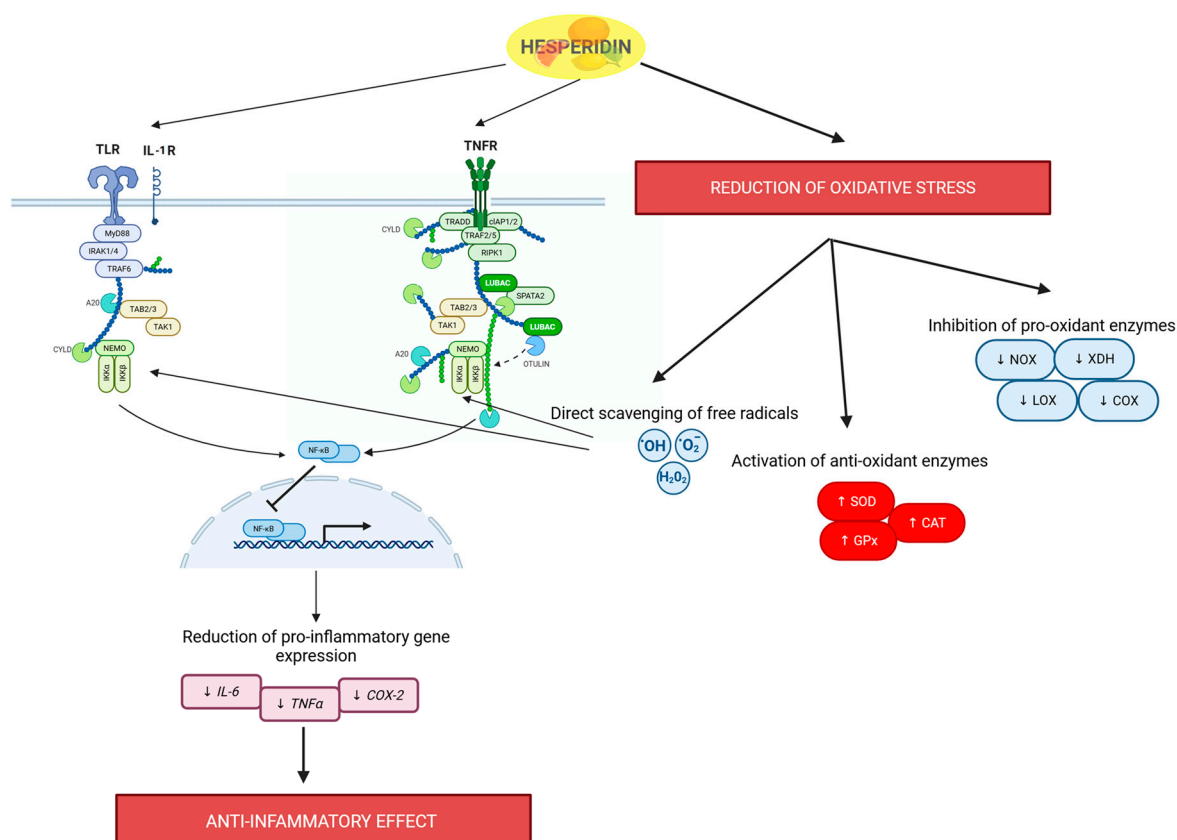 HESPERIDIN
TLR
IL-1R
TNFR
REDUCTION OF OXIDATIVE STRESS
MyD88
IRAK1/4
TRAF6
A20
TAB2/3
TAK1
CYLD
NEMO
IKKα
IKKβ
CYLD
TRADD
cIAP1/2
TRAF2/5
RIPK1
LUBAC
SPATA2
TAB2/3
TAK1
LUBAC
OTULIN
A20
NEMO
IKKα
IKKβ
Inhibition of pro-oxidant enzymes
↓ NOX
↓ XDH
↓ LOX
↓ COX
Direct scavenging of free radicals
•OH
•O₂⁻
H₂O₂
Activation of anti-oxidant enzymes
↑ SOD
↑ CAT
↑ GPx
NF-κB
NF-κB
Reduction of pro-inflammatory gene
expression
↓ IL-6
↓ TNFα
↓ COX-2
ANTI-INFAMMATORY EFFECT